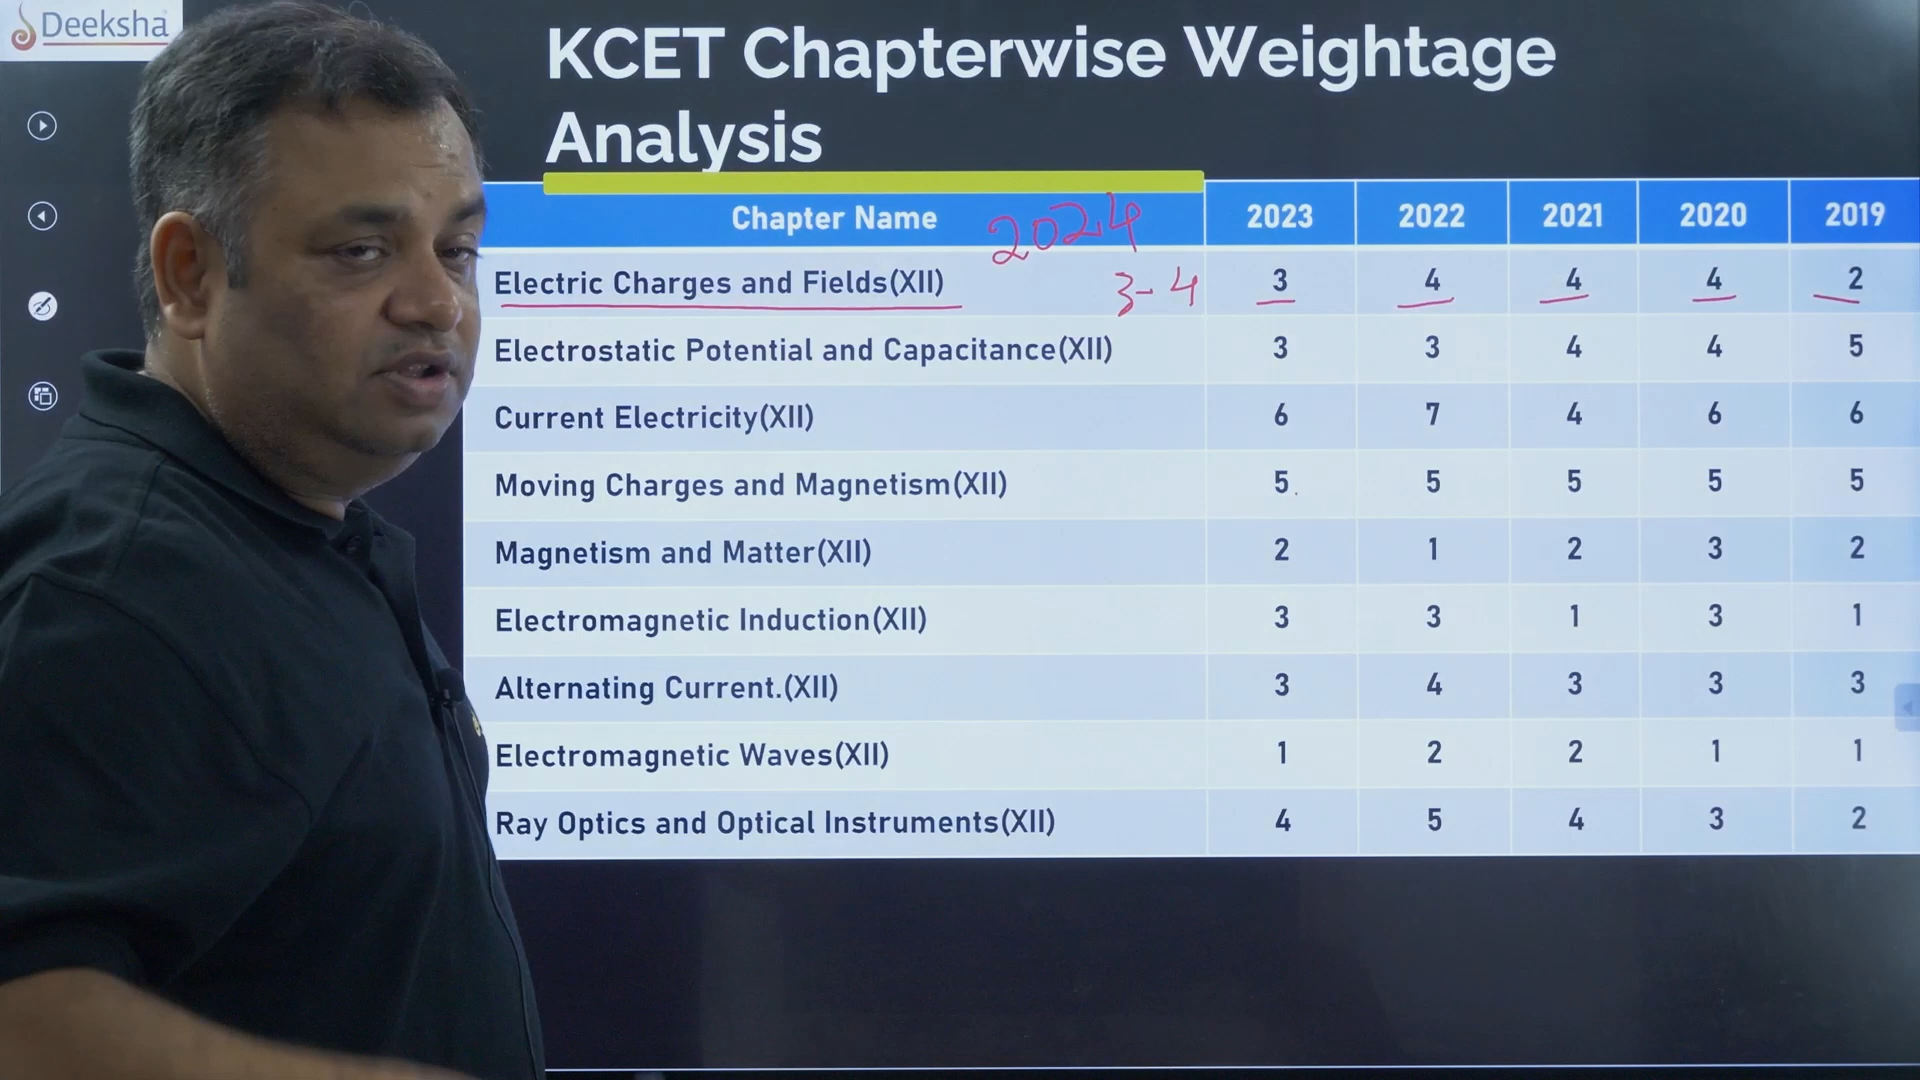 Deeksha
KCET Chapterwise Weightage
Analysis
Chapter Name 2024 2023 2022 2021 2020 2019
Electric Charges and Fields(XII) 3-4 3 4 4 4 2
Electrostatic Potential and Capacitance(XII) 3 3 4 4 5
Current Electricity(XII) 6 7 4 6 6
Moving Charges and Magnetism(XII) 5 5 5 5 5
Magnetism and Matter(XII) 2 1 2 3 2
Electromagnetic Induction(XII) 3 3 1 3 1
Alternating Current.(XII) 3 4 3 3 3
Electromagnetic Waves(XII) 1 2 2 1 1
Ray Optics and Optical Instruments(XII) 4 5 4 3 2